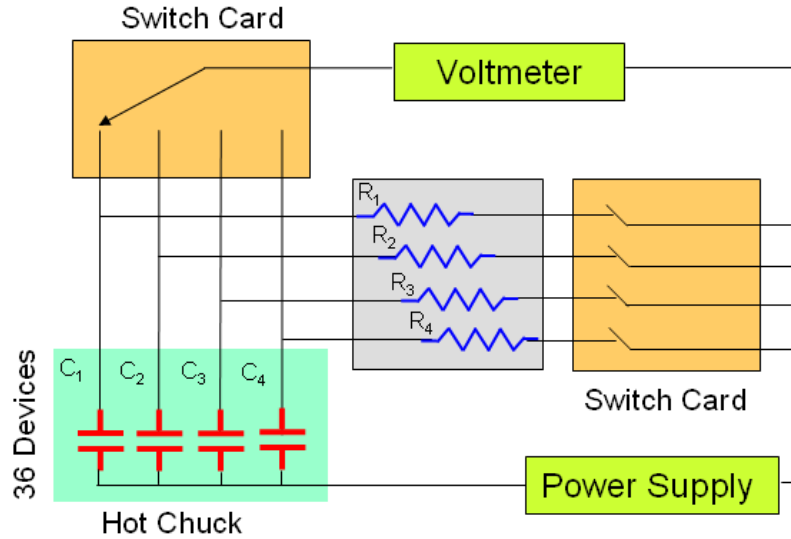 Switch Card
Voltmeter
R1
R2
R3
R4
C1
C2
C3
C4
36 Devices
Switch Card
Power Supply
Hot Chuck